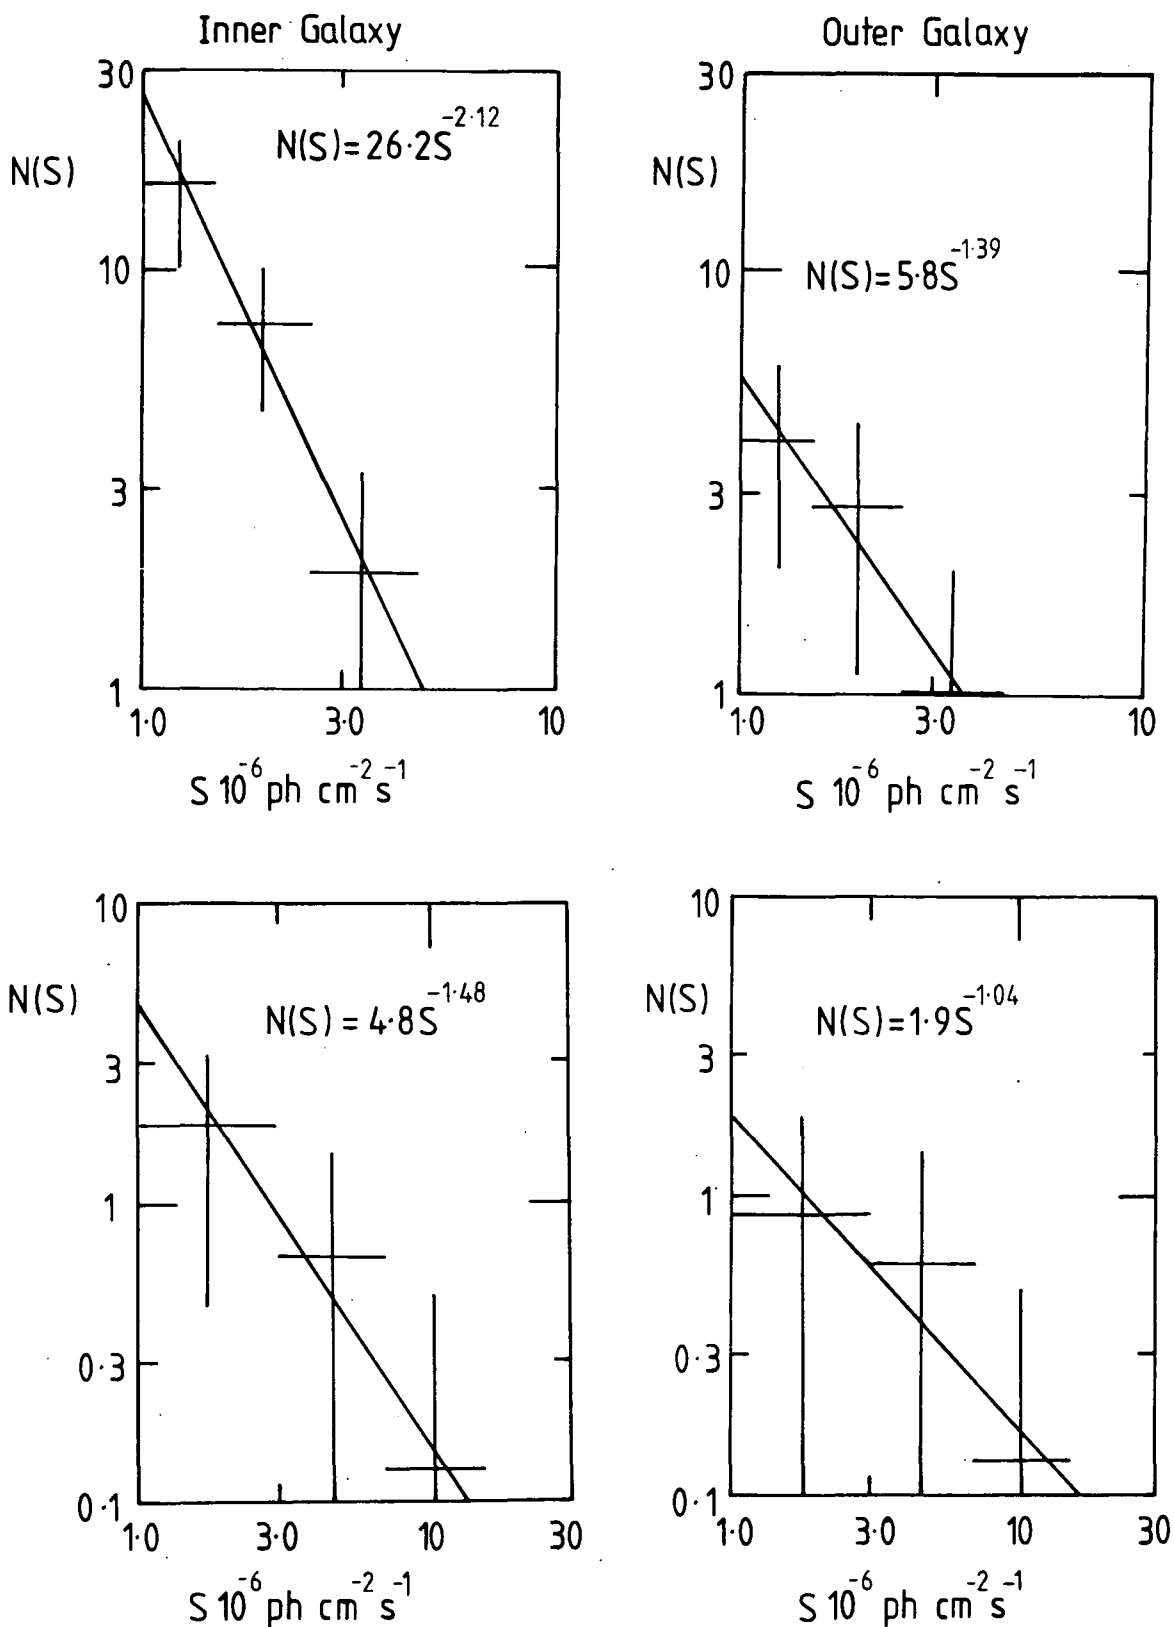 Inner Galaxy
Outer Galaxy
30
N(S)
10
3
1
N(S)=26·2S^-2·12
1·0 3·0 10
S 10^-6 ph cm^-2 s^-1
30
N(S)
10
3
1
N(S)=5·8S^-1·39
1·0 3·0 10
S 10^-6 ph cm^-2 s^-1
10
N(S)
3
1
0·3
0·1
N(S)=4·8S^-1·48
1·0 3·0 10 30
S 10^-6 ph cm^-2 s^-1
10
N(S)
3
1
0·3
0·1
N(S)=1·9S^-1·04
1·0 3·0 10 30
S 10^-6 ph cm^-2 s^-1